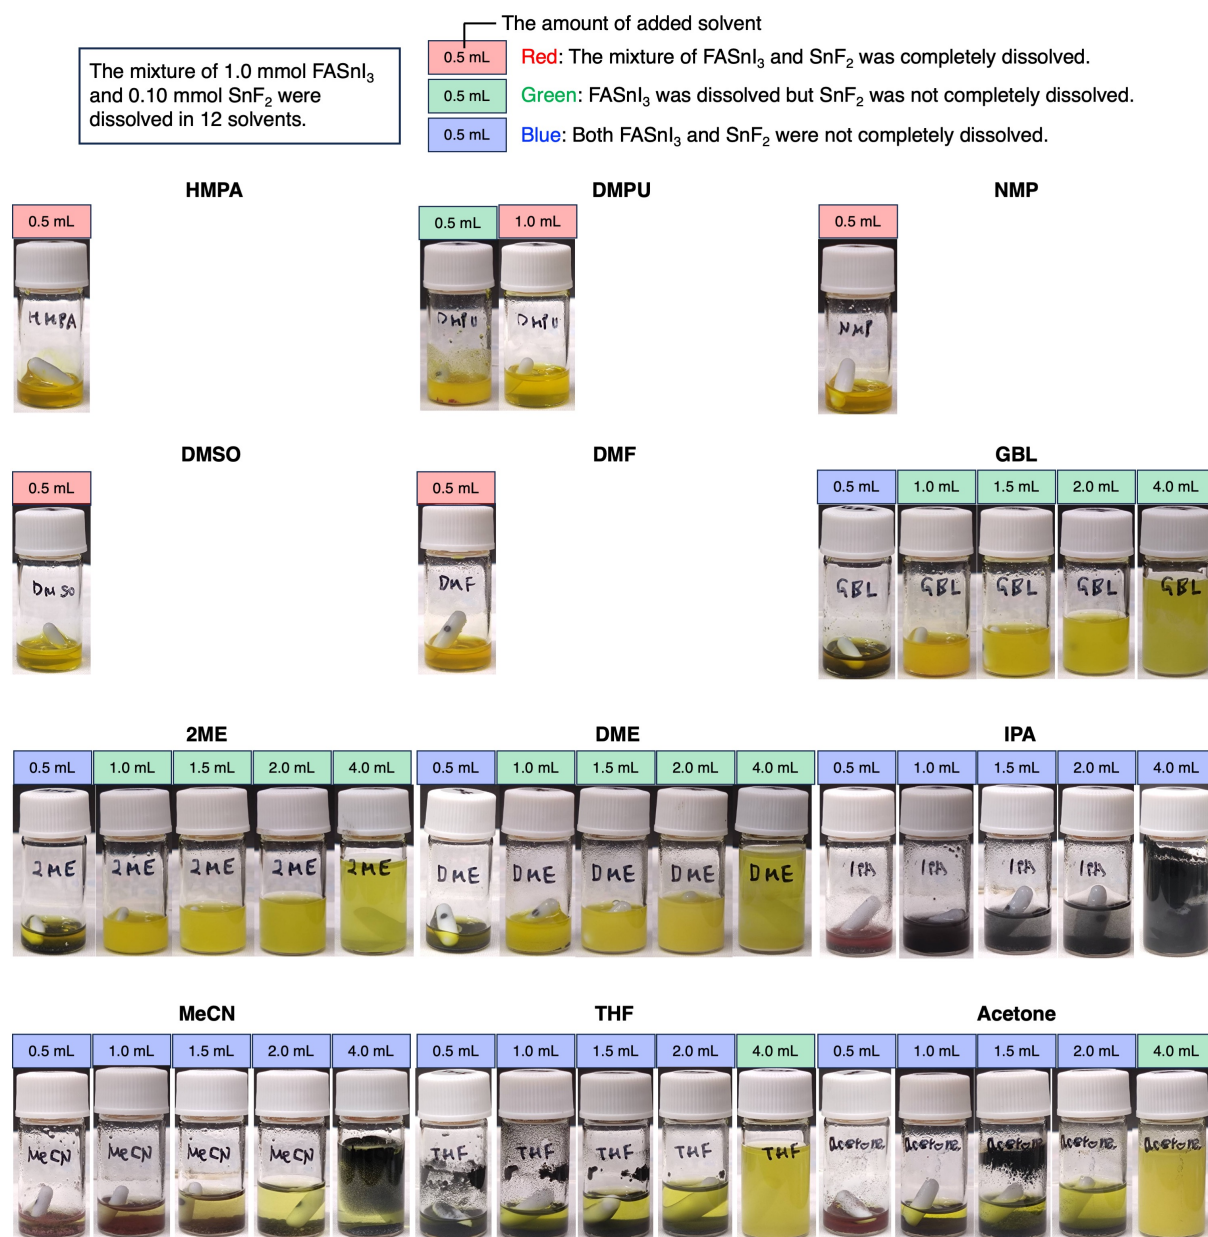 The amount of added solvent
The mixture of 1.0 mmol FASnI₃
and 0.10 mmol SnF₂ were
dissolved in 12 solvents.
0.5 mL Red: The mixture of FASnI₃ and SnF₂ was completely dissolved.
0.5 mL Green: FASnI₃ was dissolved but SnF₂ was not completely dissolved.
0.5 mL Blue: Both FASnI₃ and SnF₂ were not completely dissolved.
HMPA DMPU NMP
0.5 mL 0.5 mL 1.0 mL 0.5 mL
HMPA DMPU DMPU NMP
DMSO DMF GBL
0.5 mL 0.5 mL 0.5 mL 1.0 mL 1.5 mL 2.0 mL 4.0 mL
DMSO DMF GBL GBL GBL GBL GBL
2ME DME IPA
0.5 mL 1.0 mL 1.5 mL 2.0 mL 4.0 mL 0.5 mL 1.0 mL 1.5 mL 2.0 mL 4.0 mL 0.5 mL 1.0 mL 1.5 mL 2.0 mL 4.0 mL
2ME 2ME 2ME 2ME 2ME DME DME DME DME DME IPA IPA IPA IPA
MeCN THF Acetone
0.5 mL 1.0 mL 1.5 mL 2.0 mL 4.0 mL 0.5 mL 1.0 mL 1.5 mL 2.0 mL 4.0 mL 0.5 mL 1.0 mL 1.5 mL 2.0 mL 4.0 mL
MeCN MeCN MeCN MeCN THF THF THF THF THF acetone acetone acetone acetone acetone